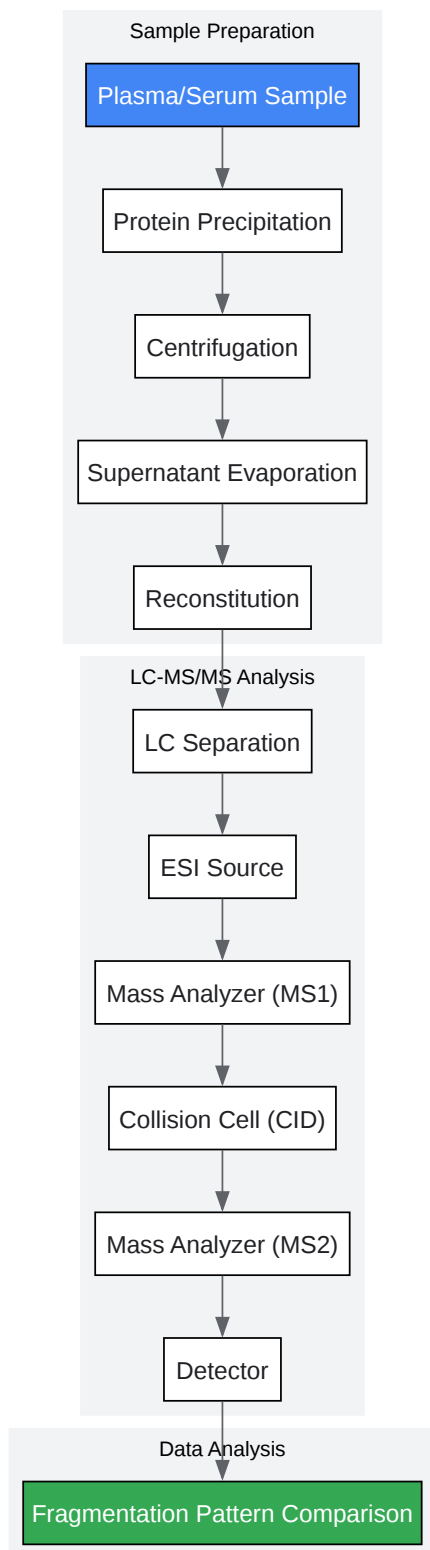 Sample Preparation
Plasma/Serum Sample
Protein Precipitation
Centrifugation
Supernatant Evaporation
Reconstitution
LC-MS/MS Analysis
LC Separation
ESI Source
Mass Analyzer (MS1)
Collision Cell (CID)
Mass Analyzer (MS2)
Detector
Data Analysis
Fragmentation Pattern Comparison